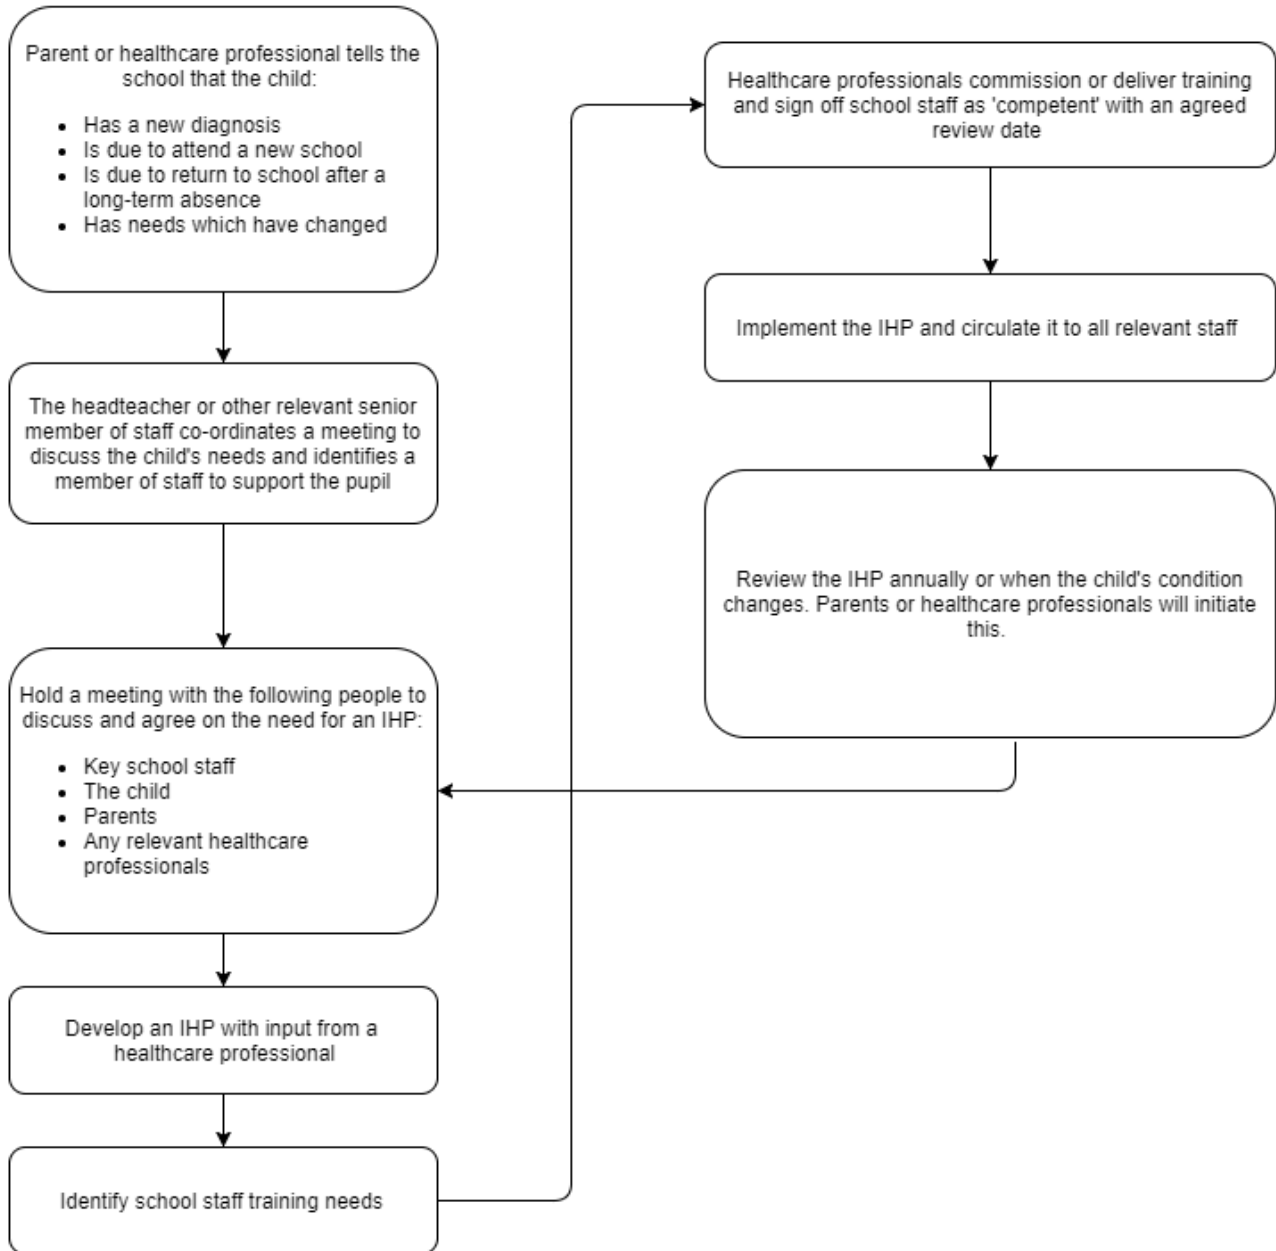 Parent or healthcare professional tells the
school that the child:
• Has a new diagnosis
• Is due to attend a new school
• Is due to return to school after a
long-term absence
• Has needs which have changed
The headteacher or other relevant senior
member of staff co-ordinates a meeting to
discuss the child's needs and identifies a
member of staff to support the pupil
Hold a meeting with the following people to
discuss and agree on the need for an IHP:
• Key school staff
• The child
• Parents
• Any relevant healthcare
professionals
Develop an IHP with input from a
healthcare professional
Identify school staff training needs
Healthcare professionals commission or deliver training
and sign off school staff as 'competent' with an agreed
review date
Implement the IHP and circulate it to all relevant staff
Review the IHP annually or when the child's condition
changes. Parents or healthcare professionals will initiate
this.